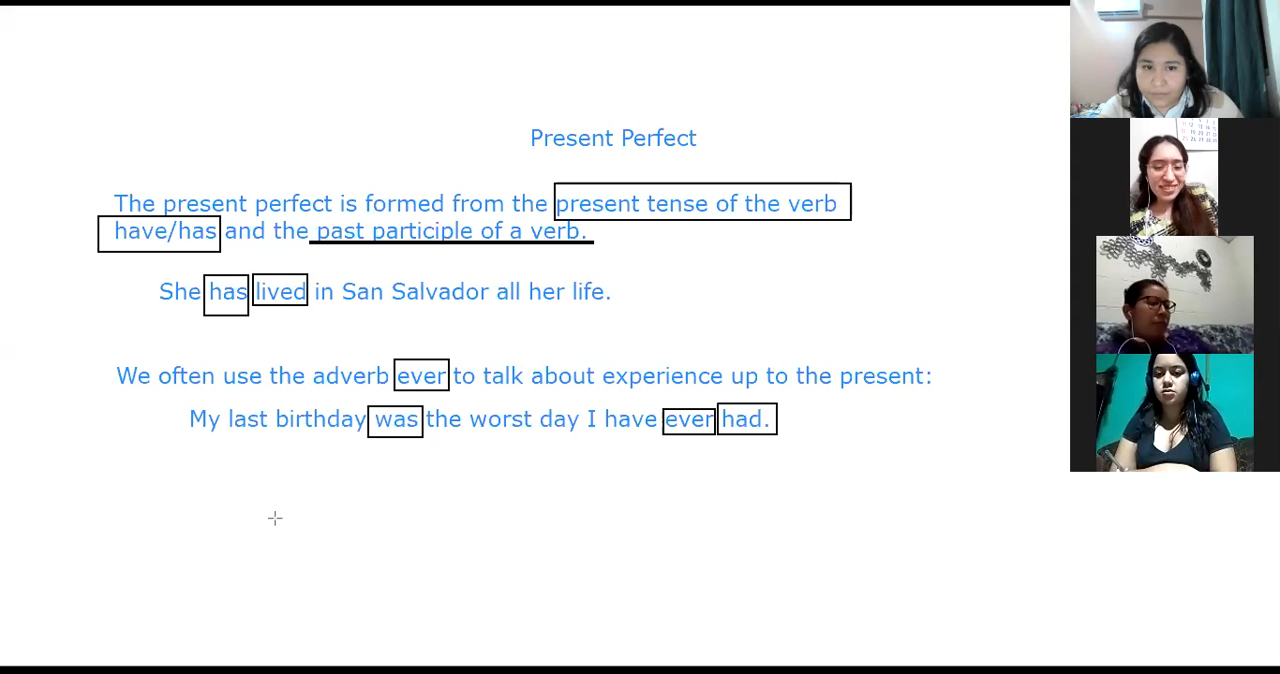 Present Perfect
The present perfect is formed from the present tense of the verb
have/has and the past participle of a verb.
She has lived in San Salvador all her life.
We often use the adverb ever to talk about experience up to the present:
My last birthday was the worst day I have ever had.